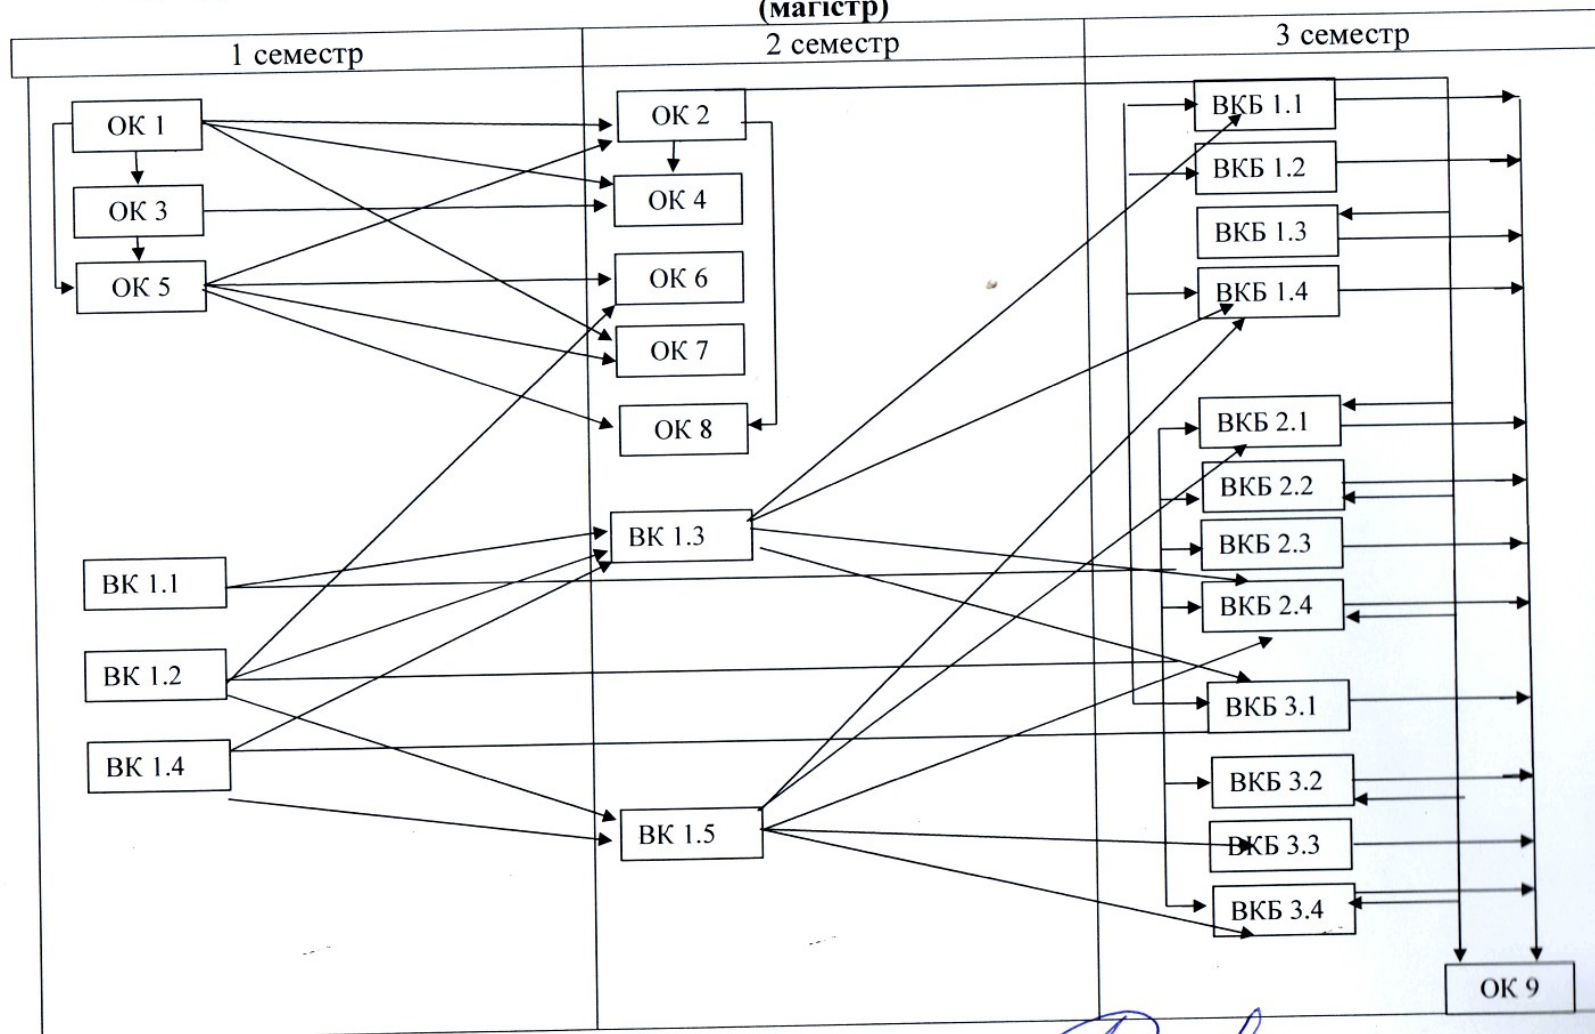 (магістр)
1 семестр
2 семестр
3 семестр
ОК 1
ОК 3
ОК 5
ВК 1.1
ВК 1.2
ВК 1.4
ОК 2
ОК 4
ОК 6
ОК 7
ОК 8
ВК 1.3
ВК 1.5
ВКБ 1.1
ВКБ 1.2
ВКБ 1.3
ВКБ 1.4
ВКБ 2.1
ВКБ 2.2
ВКБ 2.3
ВКБ 2.4
ВКБ 3.1
ВКБ 3.2
ВКБ 3.3
ВКБ 3.4
ОК 9